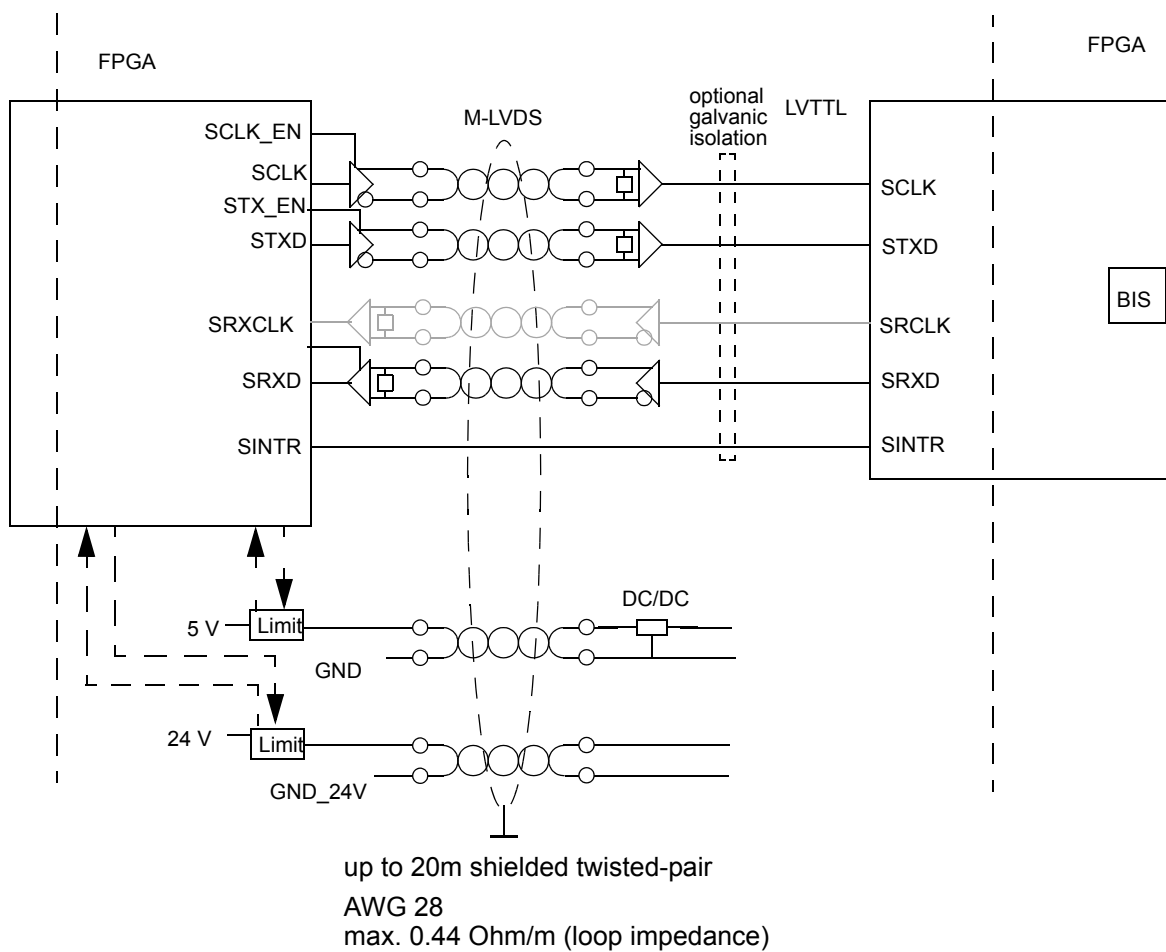 FPGA
FPGA
optional
galvanic
isolation
LVTTL
M-LVDS
SCLK_EN
SCLK
STX_EN
STXD
SRXCLK
SRXD
SINTR
SCLK
STXD
SRCLK
SRXD
SINTR
BIS
5 V
Limit
GND
DC/DC
24 V
Limit
GND_24V
up to 20m shielded twisted-pair
AWG 28
max. 0.44 Ohm/m (loop impedance)